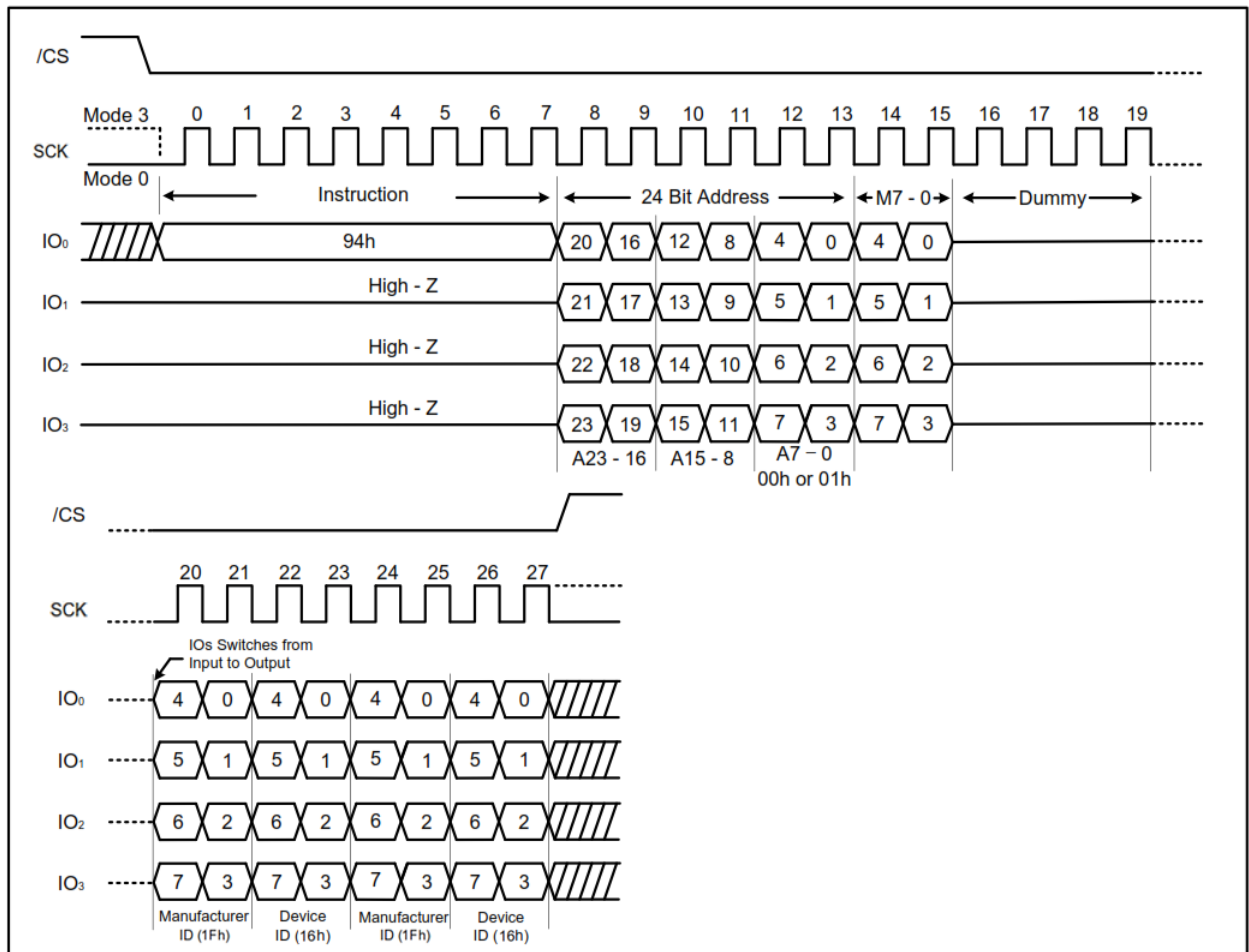 /CS
Mode 3 0 1 2 3 4 5 6 7 8 9 10 11 12 13 14 15 16 17 18 19
SCK
Mode 0
Instruction 24 Bit Address M7 - 0 Dummy
IO₀ 94h 20 16 12 8 4 0 4 0
High - Z
IO₁ 21 17 13 9 5 1 5 1
High - Z
IO₂ 22 18 14 10 6 2 6 2
High - Z
IO₃ 23 19 15 11 7 3 7 3
A23 - 16 A15 - 8 A7 – 0
00h or 01h
/CS
20 21 22 23 24 25 26 27
SCK
IOs Switches from
Input to Output
IO₀ 4 0 4 0 4 0 4 0
IO₁ 5 1 5 1 5 1 5 1
IO₂ 6 2 6 2 6 2 6 2
IO₃ 7 3 7 3 7 3 7 3
Manufacturer Device Manufacturer Device
ID (1Fh) ID (16h) ID (1Fh) ID (16h)